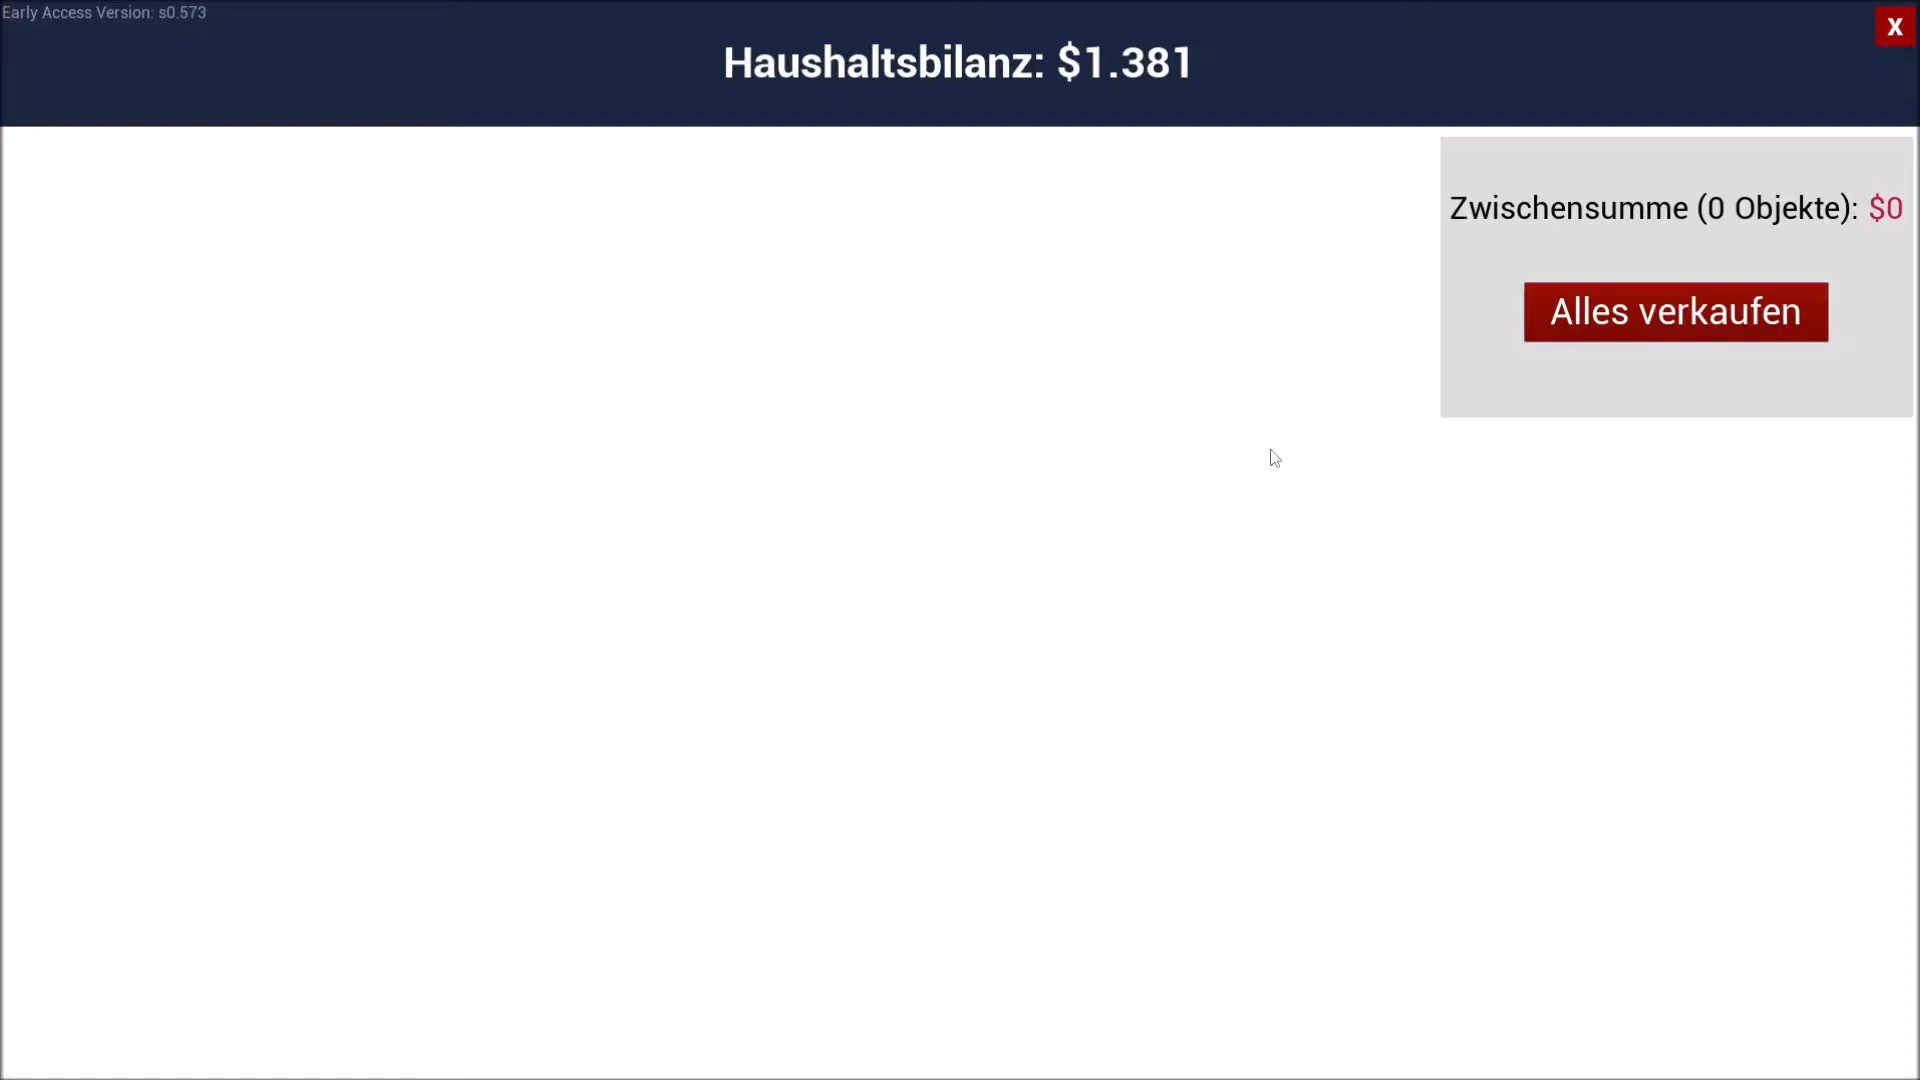 Early Access Version: s0.573
X
Haushaltsbilanz: $1.381
Zwischensumme (0 Objekte): $0
Alles verkaufen